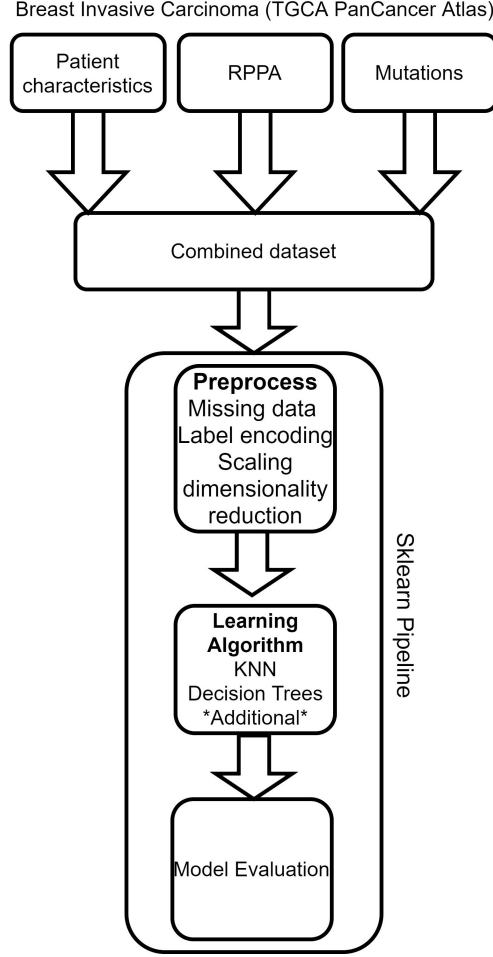 Breast Invasive Carcinoma (TGCA PanCancer Atlas)
Patient
characteristics
RPPA
Mutations
Combined dataset
Preprocess
Missing data
Label encoding
Scaling
dimensionality
reduction
Sklearn Pipeline
Learning
Algorithm
KNN
Decision Trees
*Additional*
Model Evaluation